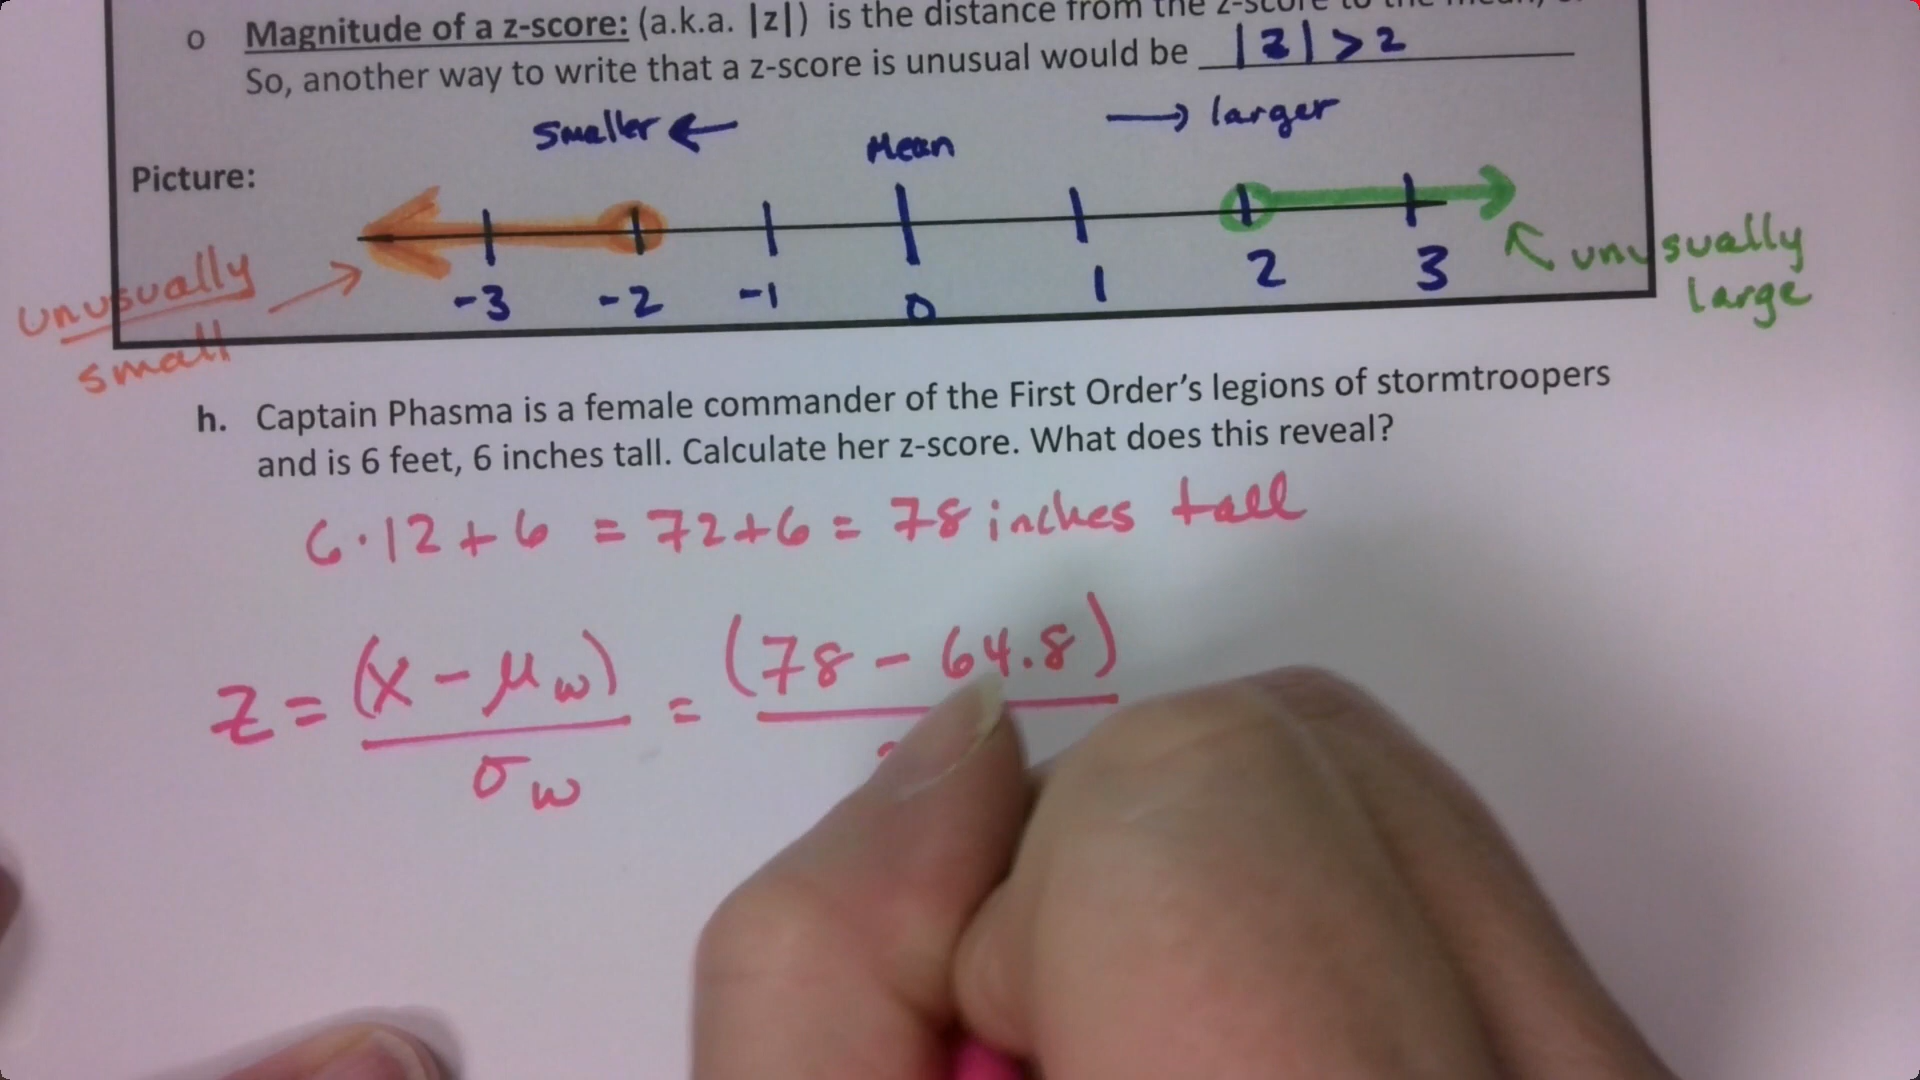 o Magnitude of a z-score: (a.k.a. |z|) is the distance from the z-score to the mean,
So, another way to write that a z-score is unusual would be |z| > 2
smaller ← Mean → larger
Picture:
-3 -2 -1 0 1 2 3
unusually small →
↖ unusually large
h. Captain Phasma is a female commander of the First Order's legions of stormtroopers
and is 6 feet, 6 inches tall. Calculate her z-score. What does this reveal?
6·12+6 = 72+6 = 78 inches tall
z = (x - μw) / σw = (78 - 64.8)